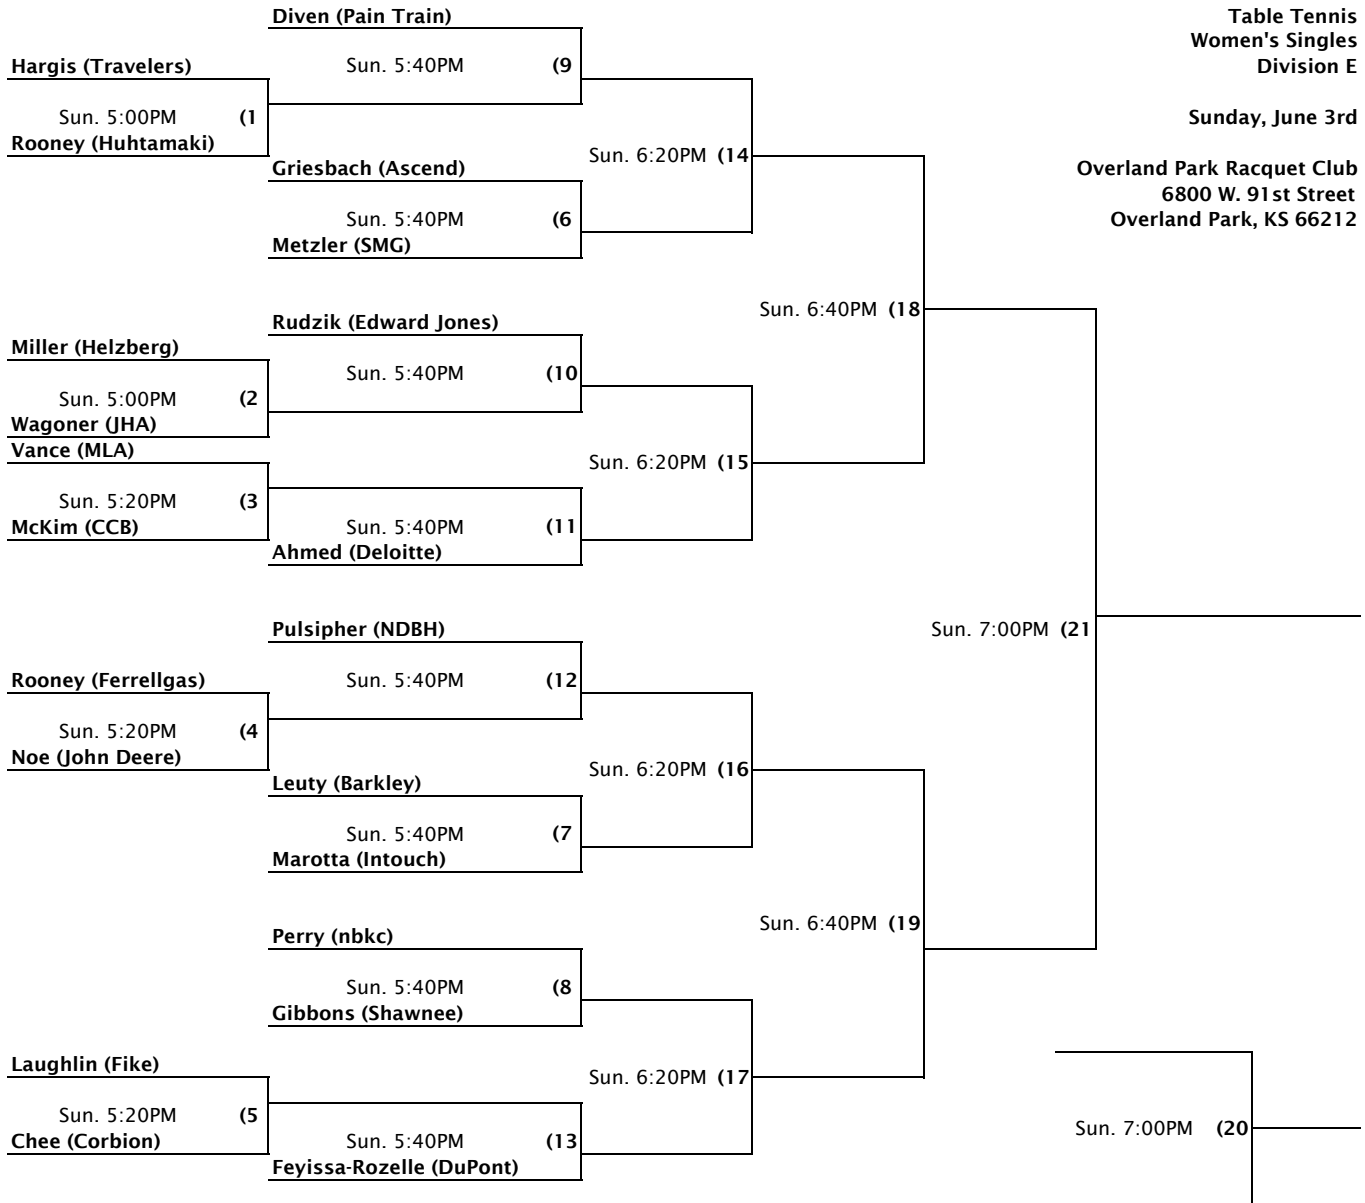 Diven (Pain Train)
Table Tennis
Women's Singles
Hargis (Travelers)
Sun. 5:40PM (9
Division E
Sun. 5:00PM (1
Sunday, June 3rd
Rooney (Huhtamaki)
Sun. 6:20PM (14
Griesbach (Ascend)
Overland Park Racquet Club
6800 W. 91st Street
Sun. 5:40PM (6
Overland Park, KS 66212
Metzler (SMG)
Sun. 6:40PM (18
Rudzik (Edward Jones)
Miller (Helzberg)
Sun. 5:40PM (10
Sun. 5:00PM (2
Wagoner (JHA)
Vance (MLA)
Sun. 6:20PM (15
Sun. 5:20PM (3
McKim (CCB)
Sun. 5:40PM (11
Ahmed (Deloitte)
Pulsipher (NDBH)
Sun. 7:00PM (21
Rooney (Ferrellgas)
Sun. 5:40PM (12
Sun. 5:20PM (4
Noe (John Deere)
Sun. 6:20PM (16
Leuty (Barkley)
Sun. 5:40PM (7
Marotta (Intouch)
Sun. 6:40PM (19
Perry (nbkc)
Sun. 5:40PM (8
Gibbons (Shawnee)
Laughlin (Fike)
Sun. 6:20PM (17
Sun. 5:20PM (5
Sun. 7:00PM (20
Chee (Corbion)
Sun. 5:40PM (13
Feyissa-Rozelle (DuPont)